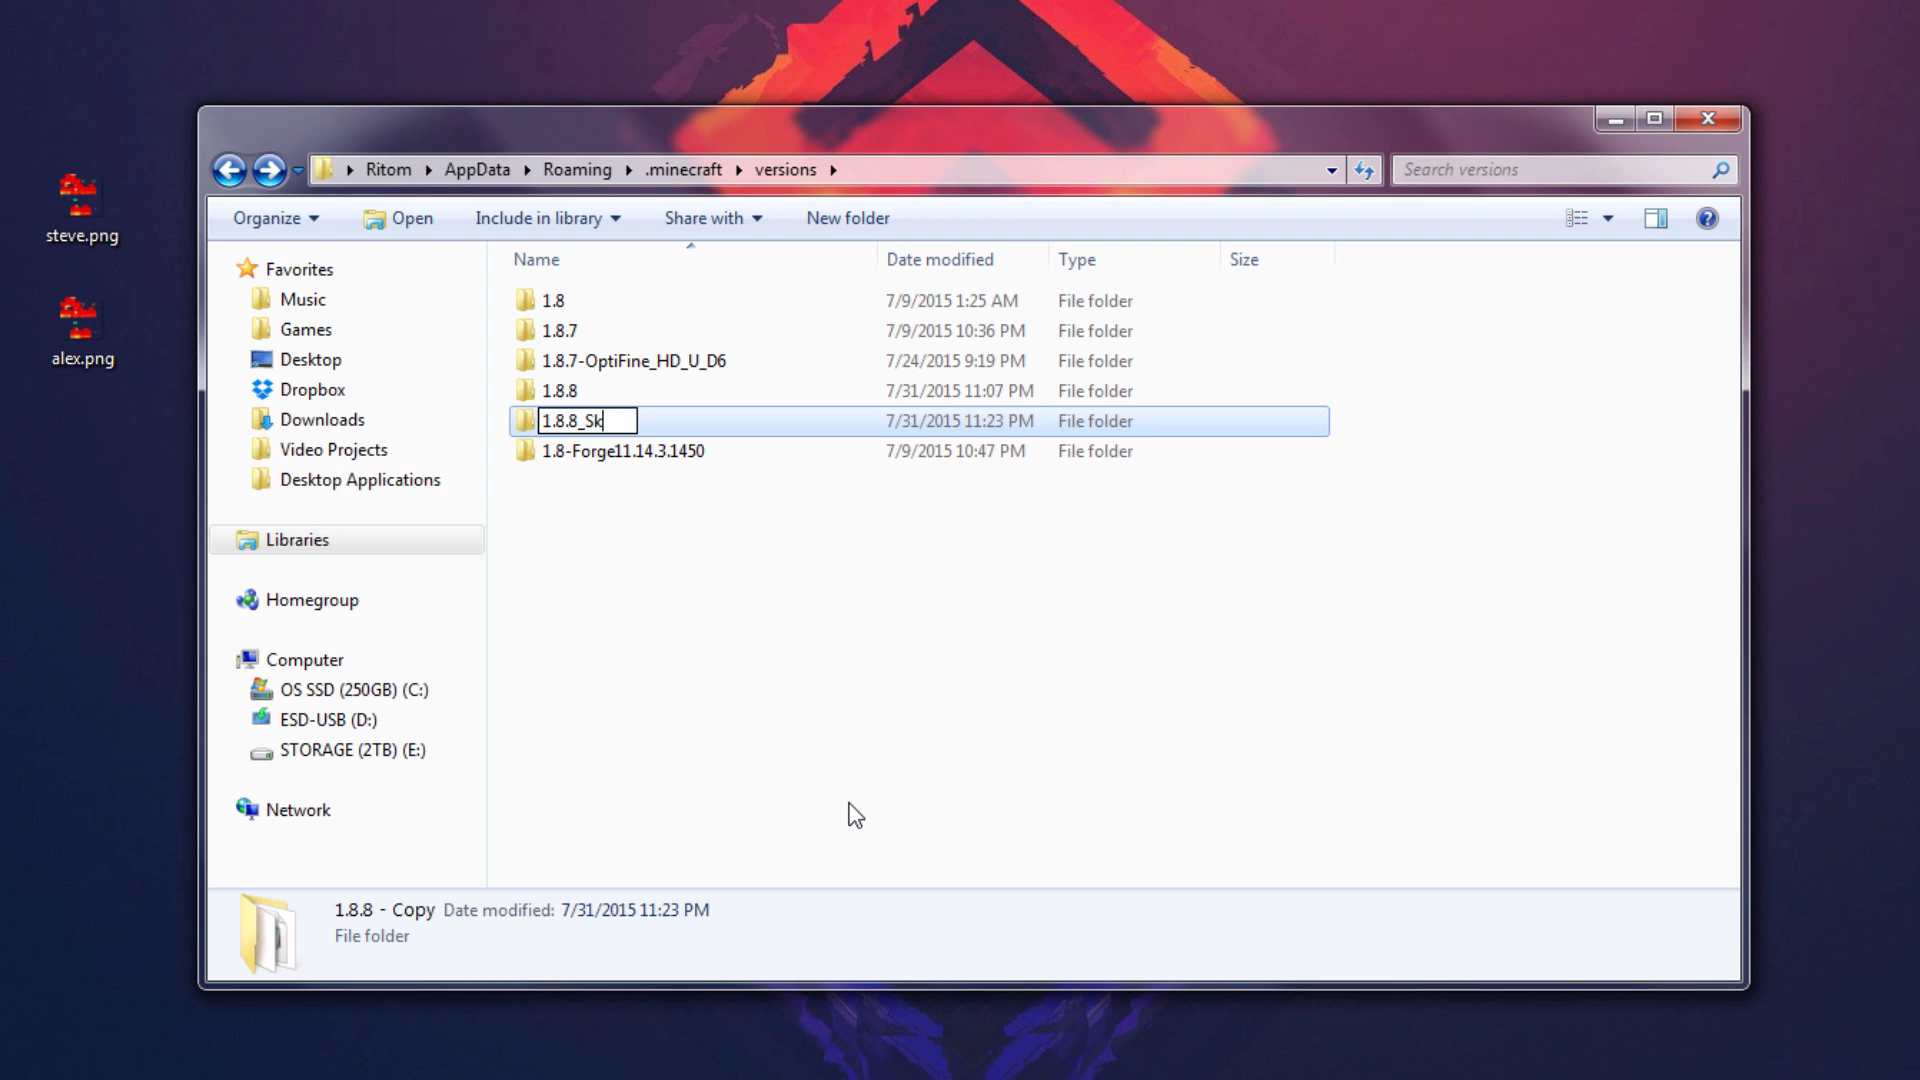 steve.png
alex.png
Ritom AppData Roaming .minecraft versions
Search versions
Organize Open Include in library Share with New folder
Favorites
Music
Games
Desktop
Dropbox
Downloads
Video Projects
Desktop Applications
Libraries
Homegroup
Computer
OS SSD (250GB) (C:)
ESD-USB (D:)
STORAGE (2TB) (E:)
Network
Name Date modified Type Size
1.8 7/9/2015 1:25 AM File folder
1.8.7 7/9/2015 10:36 PM File folder
1.8.7-OptiFine_HD_U_D6 7/24/2015 9:19 PM File folder
1.8.8 7/31/2015 11:07 PM File folder
1.8.8_Sk 7/31/2015 11:23 PM File folder
1.8-Forge11.14.3.1450 7/9/2015 10:47 PM File folder
1.8.8 - Copy Date modified: 7/31/2015 11:23 PM
File folder